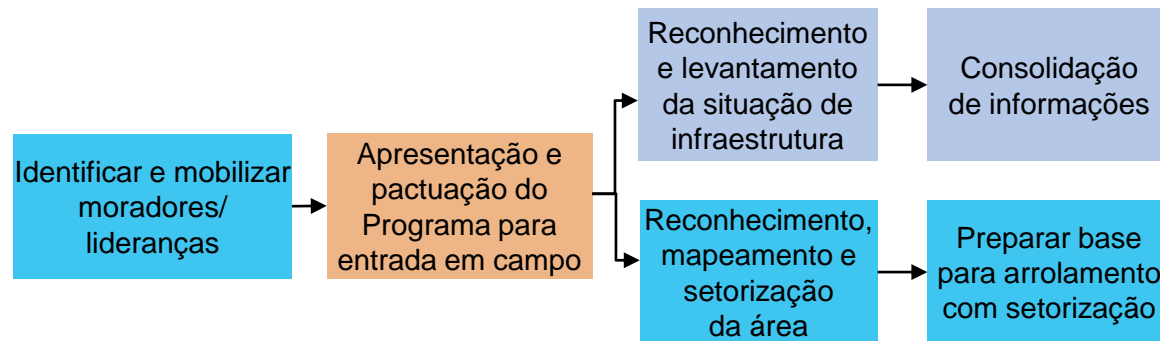 Identificar e mobilizar
moradores/
lideranças
Apresentação e
pactuação do
Programa para
entrada em campo
Reconhecimento
e levantamento
da situação de
infraestrutura
Consolidação
de informações
Reconhecimento,
mapeamento e
setorização
da área
Preparar base
para arrolamento
com setorização